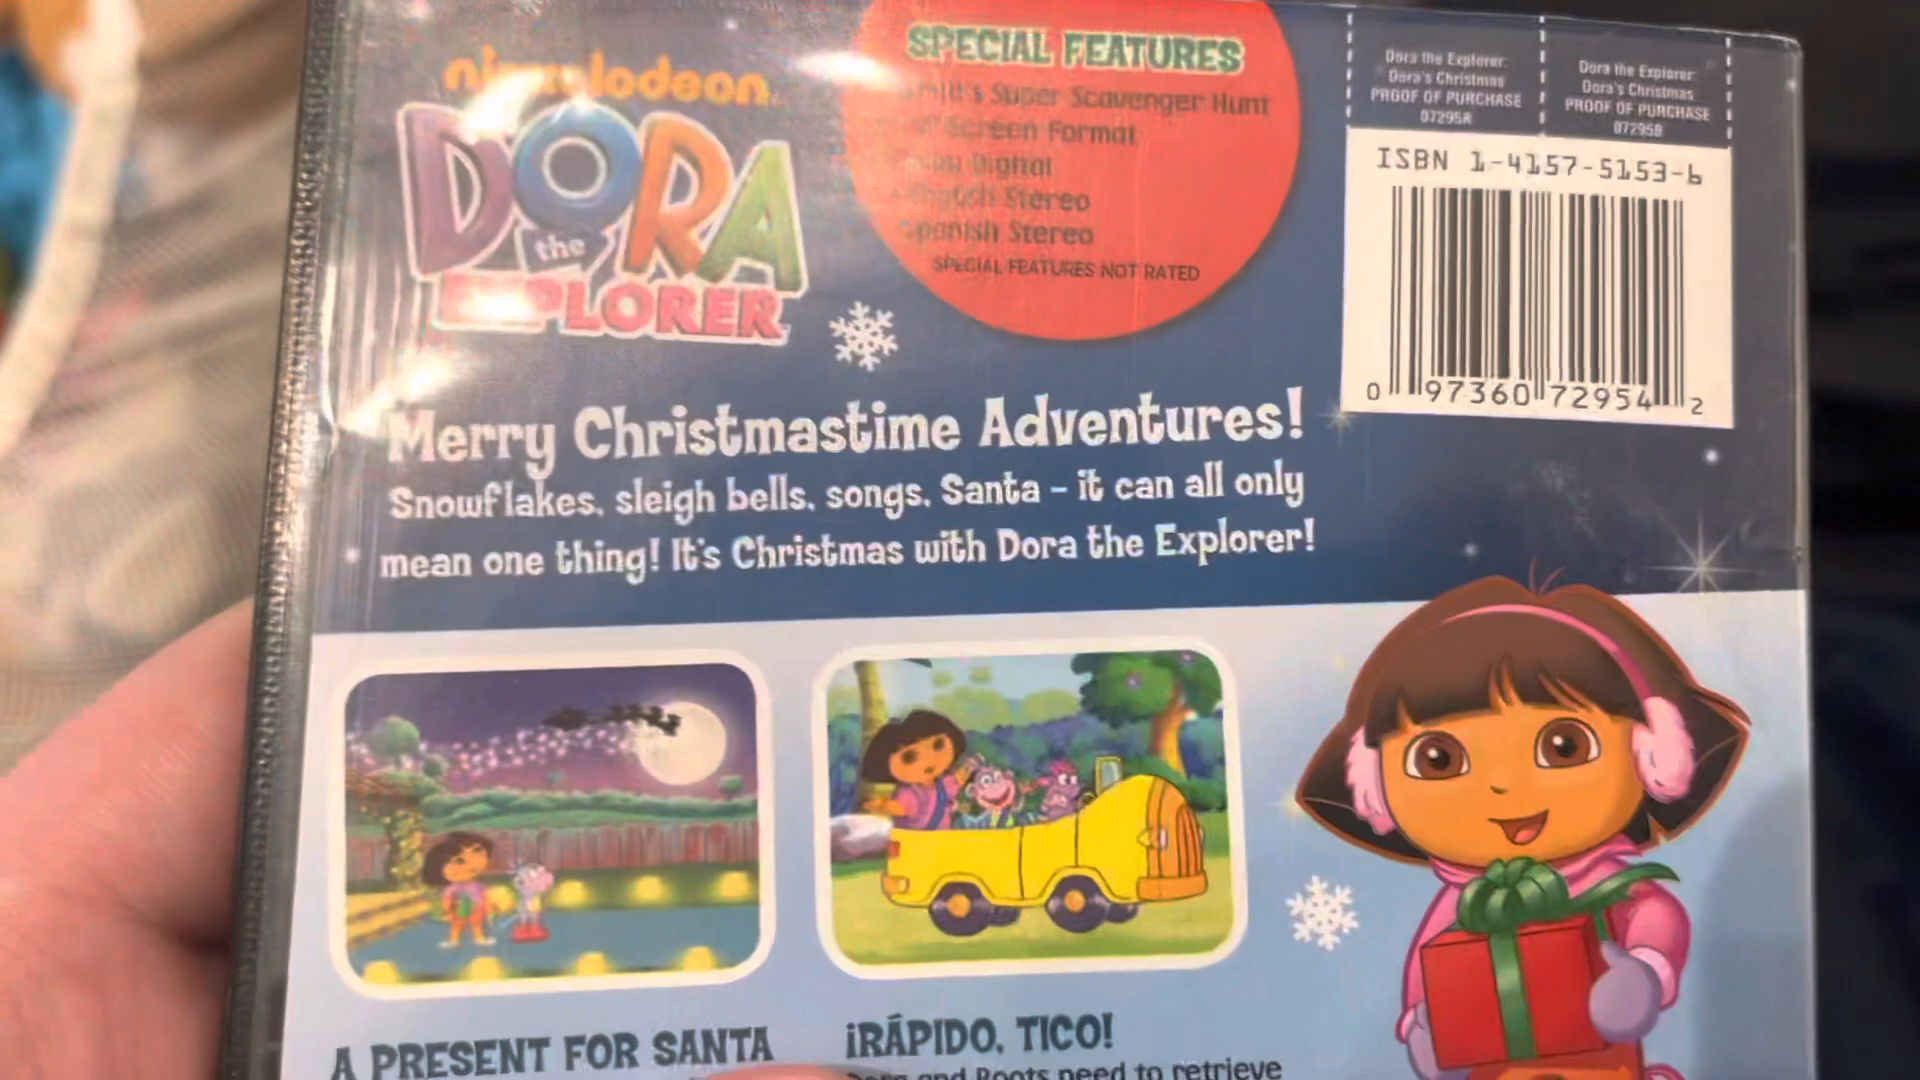 nickelodeon
DORA
the
EXPLORER
SPECIAL FEATURES
Super Scavenger Hunt
Screen Format
Digital
English Stereo
Spanish Stereo
SPECIAL FEATURES NOT RATED
Dora the Explorer:
Dora's Christmas
PROOF OF PURCHASE
07295A
Dora the Explorer:
Dora's Christmas
PROOF OF PURCHASE
07295B
ISBN 1-4157-5153-6
0 97360 72954 2
Merry Christmastime Adventures!
Snowflakes, sleigh bells, songs, Santa - it can all only
mean one thing! It's Christmas with Dora the Explorer!
A PRESENT FOR SANTA
¡RÁPIDO, TICO!
Dora and Boots need to retrieve